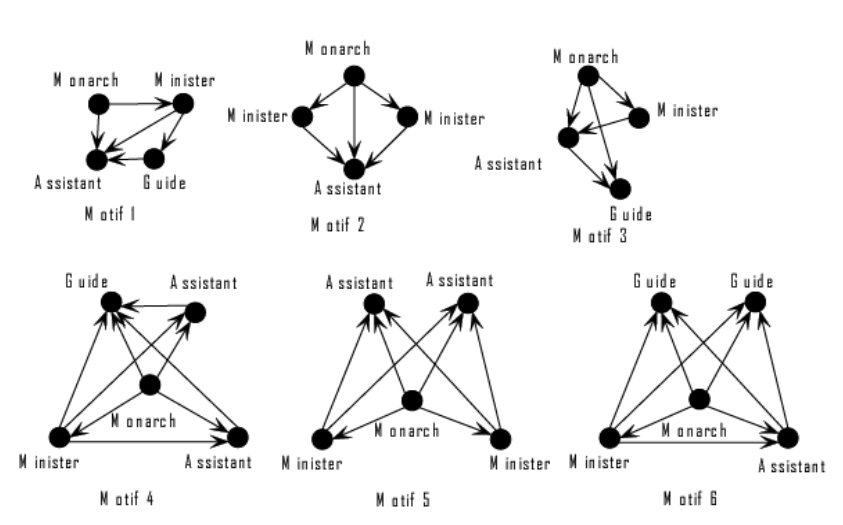 Monarch Minister
Assistant Guide
Motif 1
Monarch
Minister Minister
Assistant
Motif 2
Monarch
Minister
Assistant
Guide
Motif 3
Guide Assistant
Monarch
Minister Assistant
Motif 4
Assistant Assistant
Monarch
Minister Minister
Motif 5
Guide Guide
Monarch
Minister Assistant
Motif 6